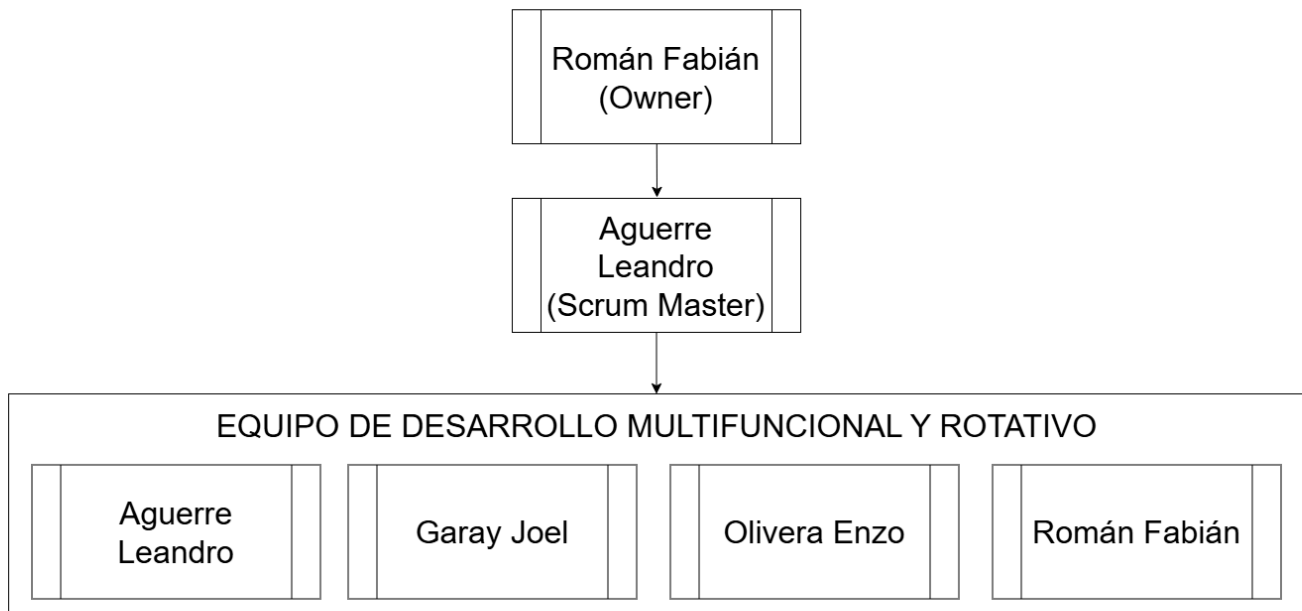 Román Fabián
(Owner)
Aguerre
Leandro
(Scrum Master)
EQUIPO DE DESARROLLO MULTIFUNCIONAL Y ROTATIVO
Aguerre
Leandro
Garay Joel
Olivera Enzo
Román Fabián